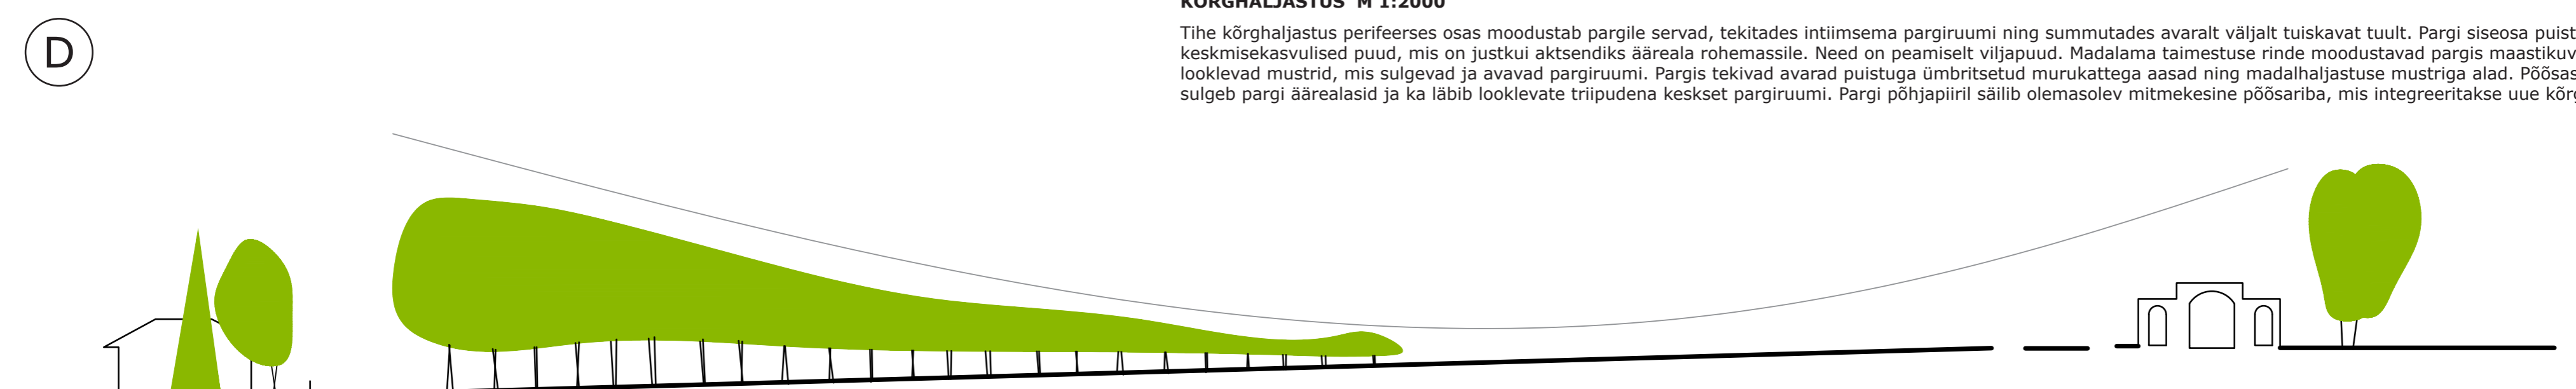 KÕRGHALJASTUS M 1:2000
D
Tihe kõrghaljastus perifeerses osas moodustab pargile servad, tekitades intiimsema pargiruumi ning summutades avaralt väljalt tuiskavat tuult. Pargi siseosa puist
keskmisekasvulised puud, mis on justkui aktsendiks ääreala rohemassile. Need on peamiselt viljapuud. Madalama taimestuse rinde moodustavad pargis maastikuv
looklevad mustrid, mis sulgevad ja avavad pargiruumi. Pargis tekivad avarad puistuga ümbritsetud murukattega aasad ning madalhaljastuse mustriga alad. Põõsas
sulgeb pargi äärealasid ja ka läbib looklevate triipudena keskset pargiruumi. Pargi põhjapiiril säilib olemasolev mitmekesine põõsariba, mis integreeritakse uue kõrg